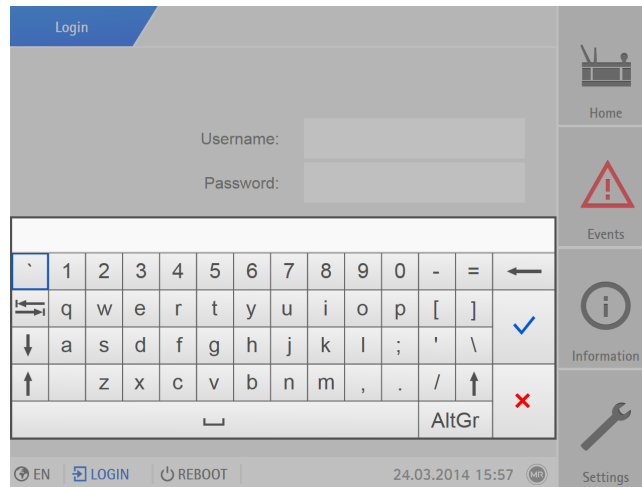 Login
Home
Username:
Password:
Events
` 1 2 3 4 5 6 7 8 9 0 - =
q w e r t y u i o p [ ]
a s d f g h j k l ; ' \
z x c v b n m , . /
AltGr
Information
EN LOGIN REBOOT 24.03.2014 15:57 MR
Settings